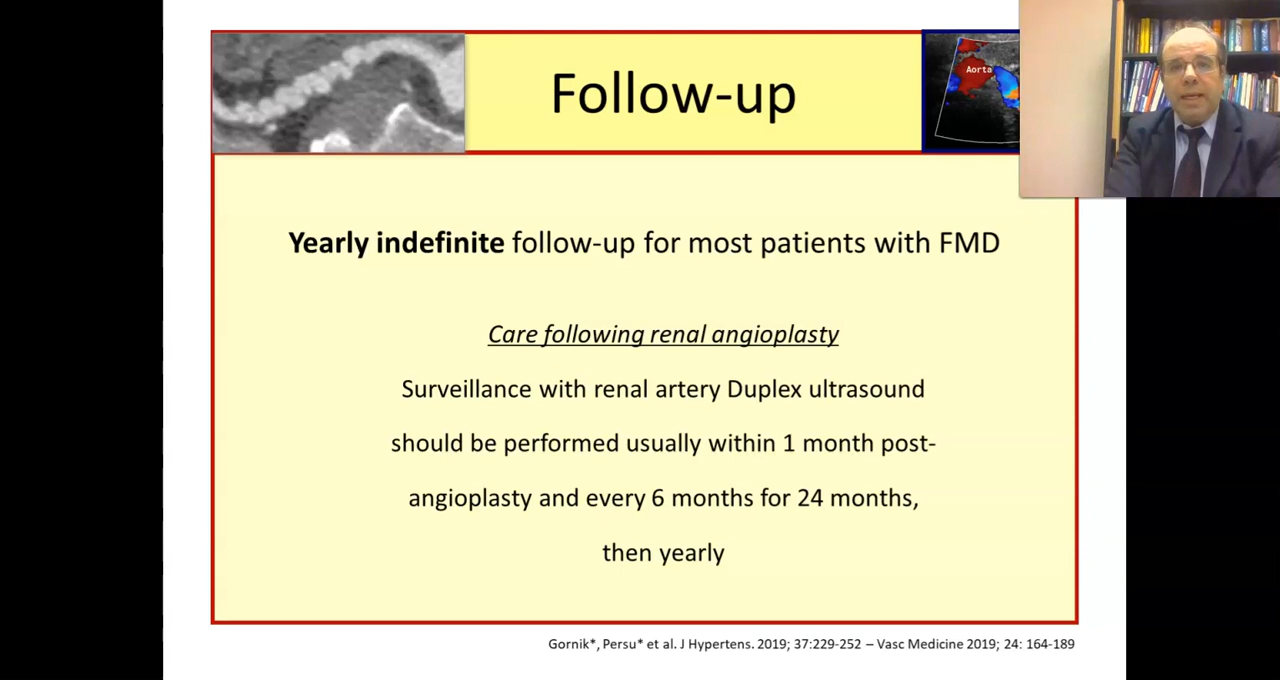 Follow-up
Aorta
Yearly indefinite follow-up for most patients with FMD
Care following renal angioplasty
Surveillance with renal artery Duplex ultrasound
should be performed usually within 1 month post-
angioplasty and every 6 months for 24 months,
then yearly
Gornik*, Persu* et al. J Hypertens. 2019; 37:229-252 – Vasc Medicine 2019; 24: 164-189